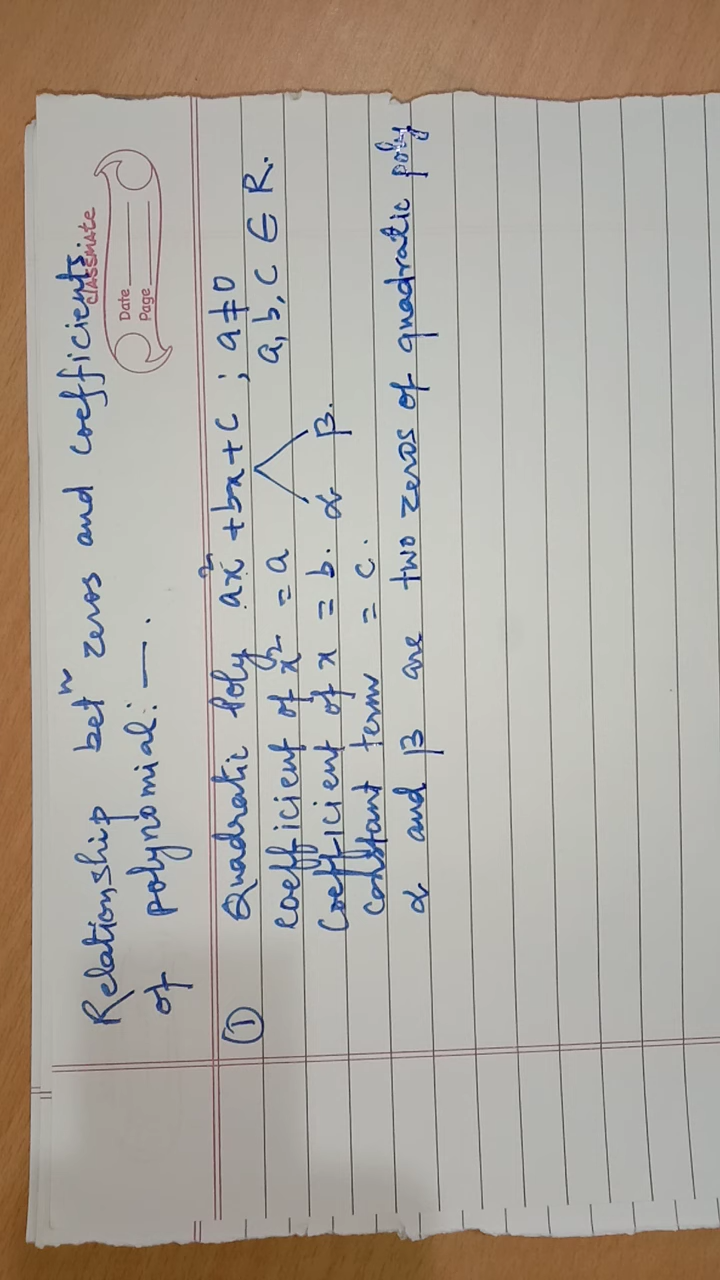 classmate
Date
Page
Relationship betⁿ zeros and coefficients.
of polynomial:—.
① Quadratic Poly ax² + bx + c ; a ≠ 0
a, b, c ∈ R.
coefficient of x² = a
coefficient of x = b. α β.
constant term = c.
α and β are two zeros of quadratic poly